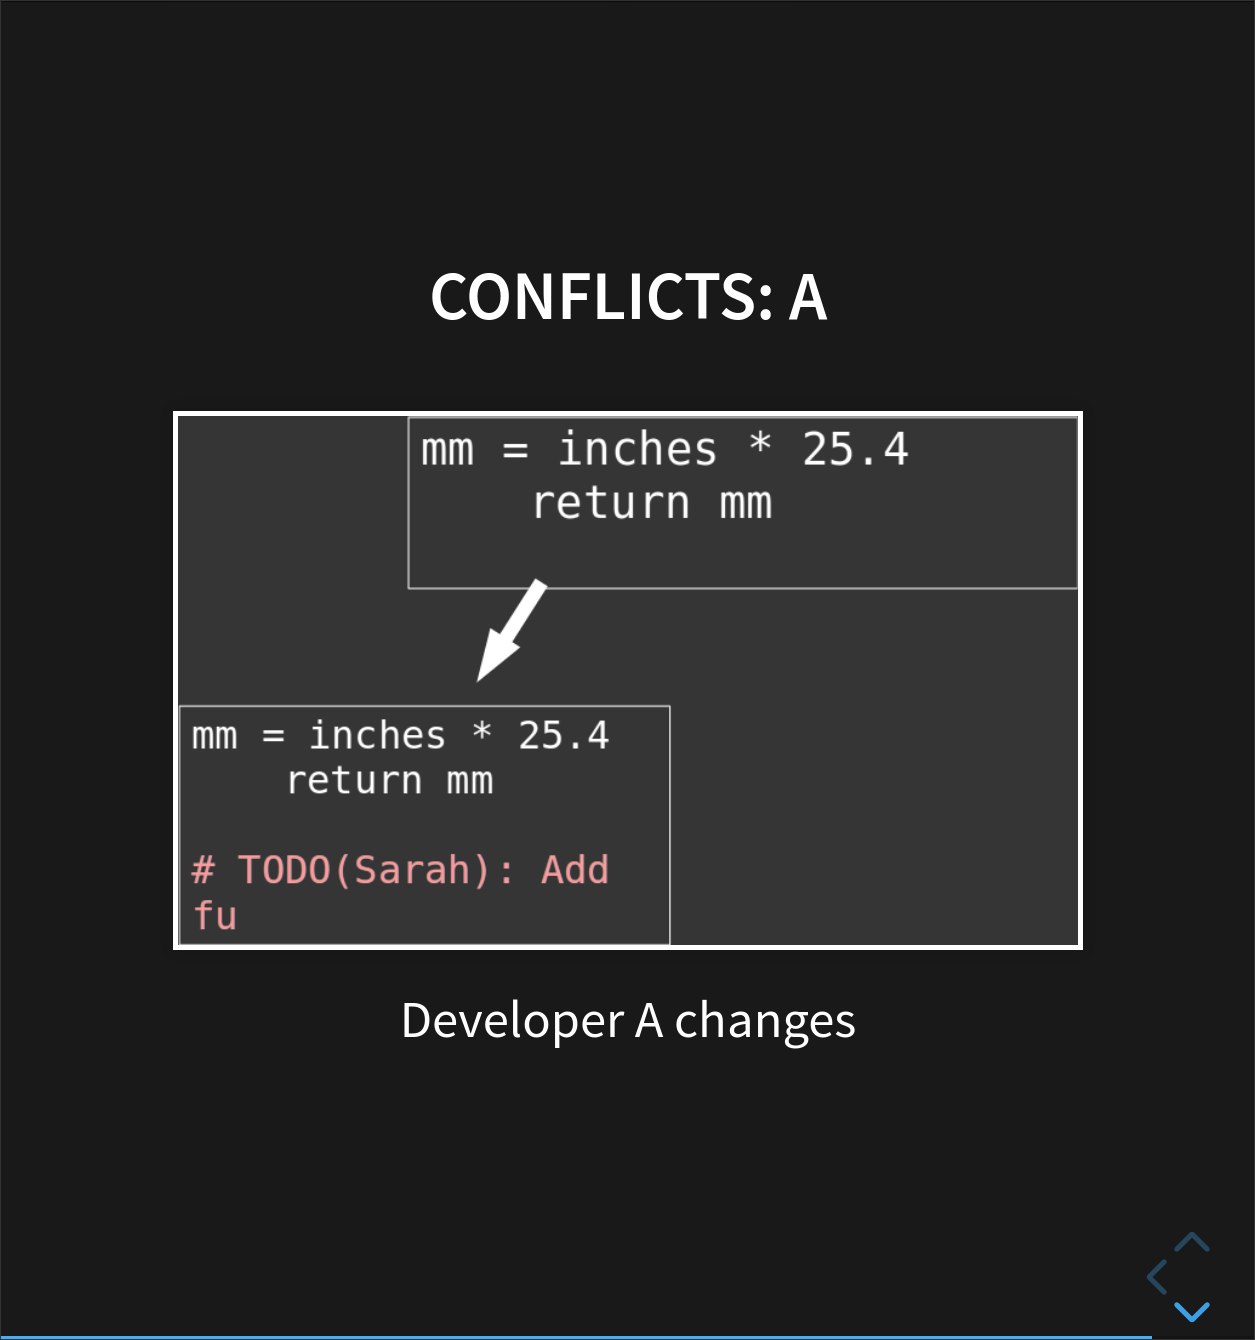 CONFLICTS: A
mm = inches * 25.4
return mm
mm = inches * 25.4
return mm
# TODO(Sarah): Add
fu
Developer A changes